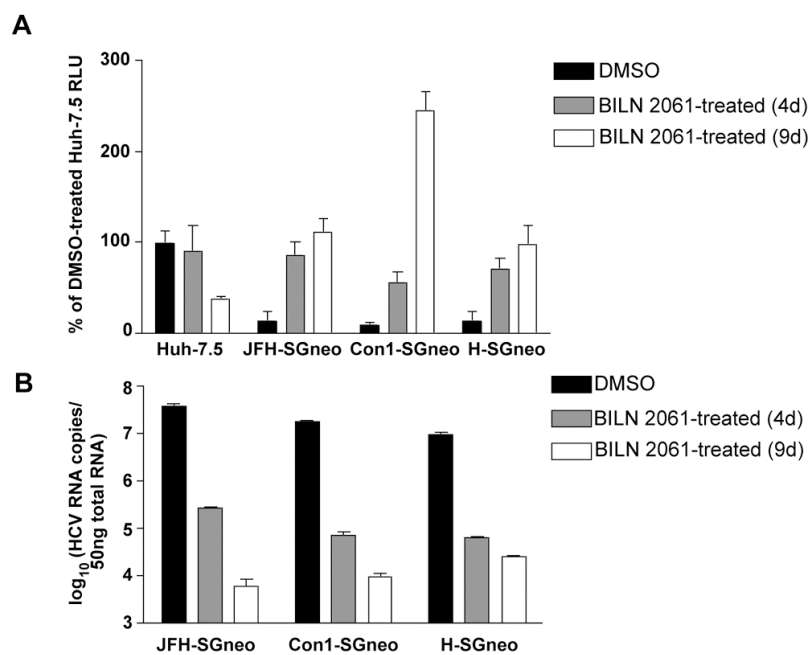 A
% of DMSO-treated Huh-7.5 RLU
300
200
100
0
Huh-7.5 JFH-SGneo Con1-SGneo H-SGneo
DMSO
BILN 2061-treated (4d)
BILN 2061-treated (9d)
B
log10 (HCV RNA copies/
50ng total RNA)
8
7
6
5
4
3
JFH-SGneo Con1-SGneo H-SGneo
DMSO
BILN 2061-treated (4d)
BILN 2061-treated (9d)